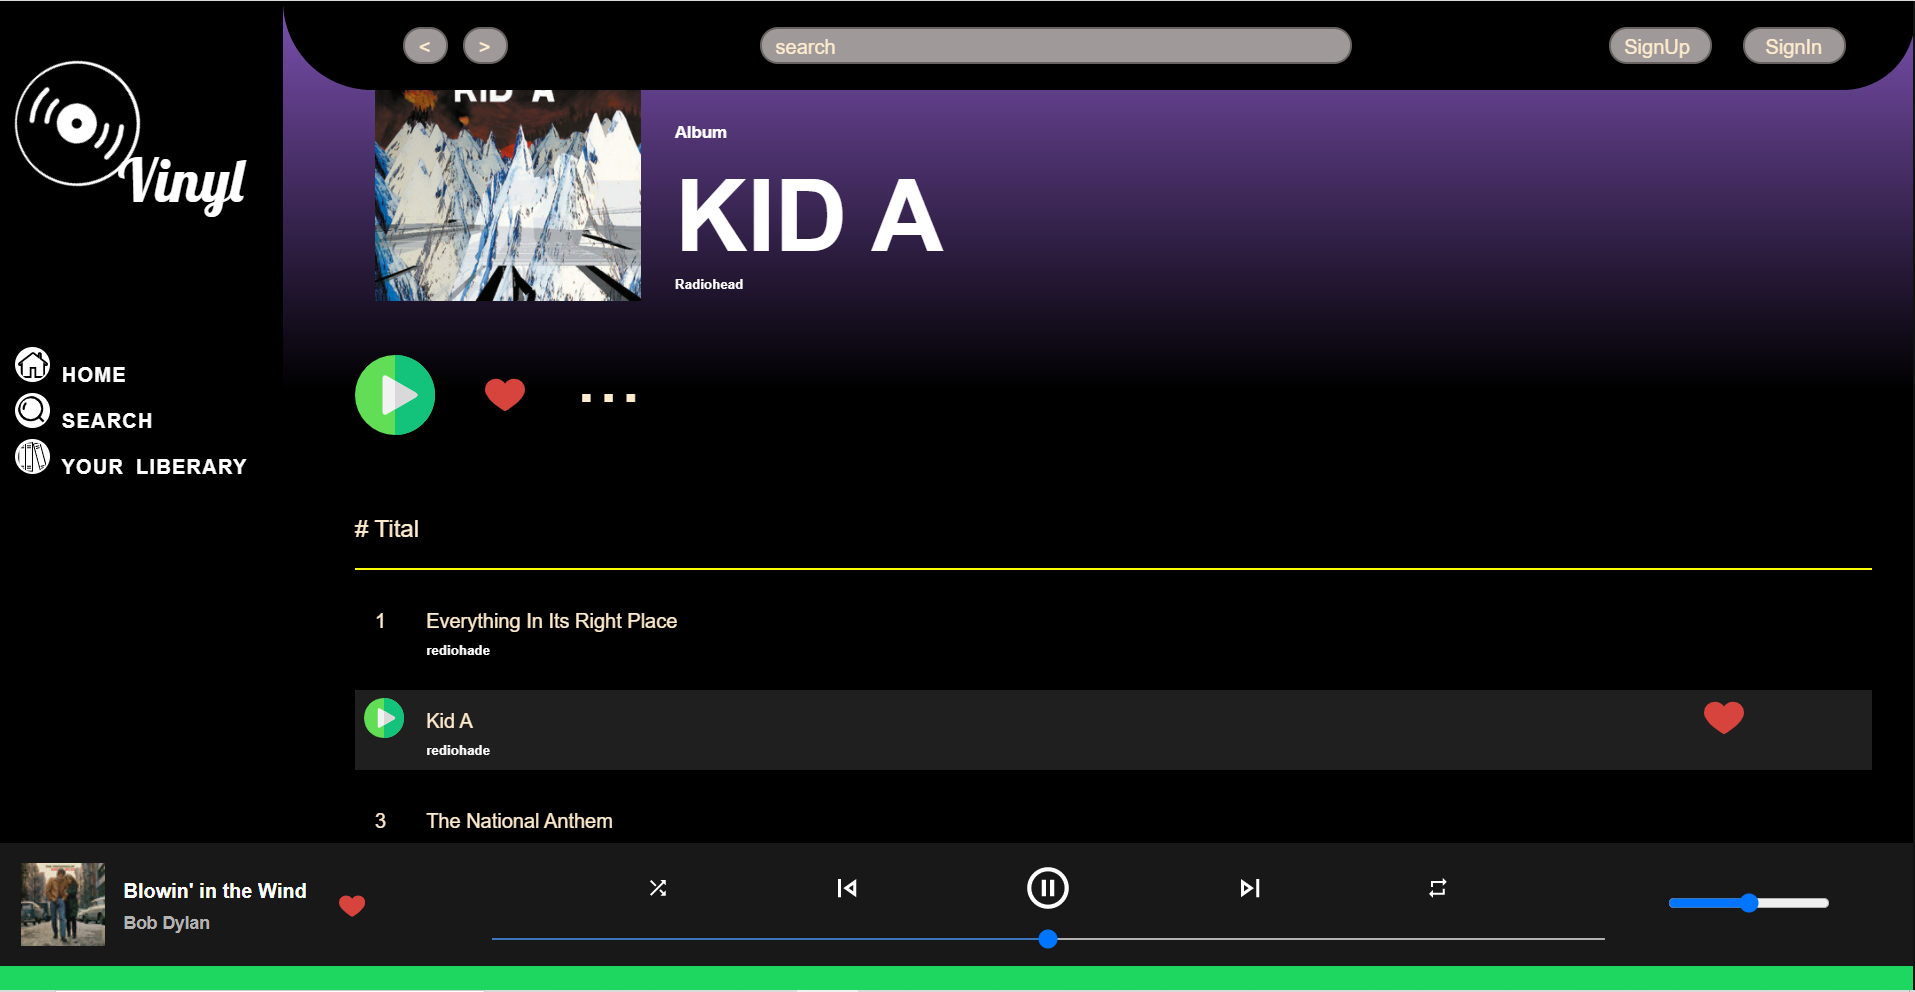 Vinyl
HOME
SEARCH
YOUR LIBERARY
< >
search
SignUp
SignIn
KID A
Album
KID A
Radiohead
...
# Tital
1 Everything In Its Right Place
rediohade
Kid A
rediohade
3 The National Anthem
Blowin' in the Wind
Bob Dylan